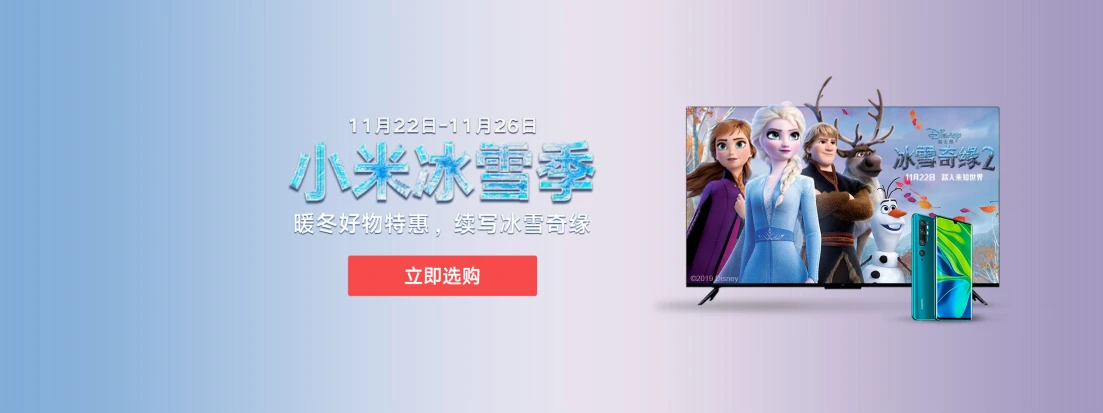 11月22日-11月26日
小米冰雪季
暖冬好物特惠，续写冰雪奇缘
立即选购
Disney
冰雪奇缘2
11月22日 踏入未知世界
©2019 Disney